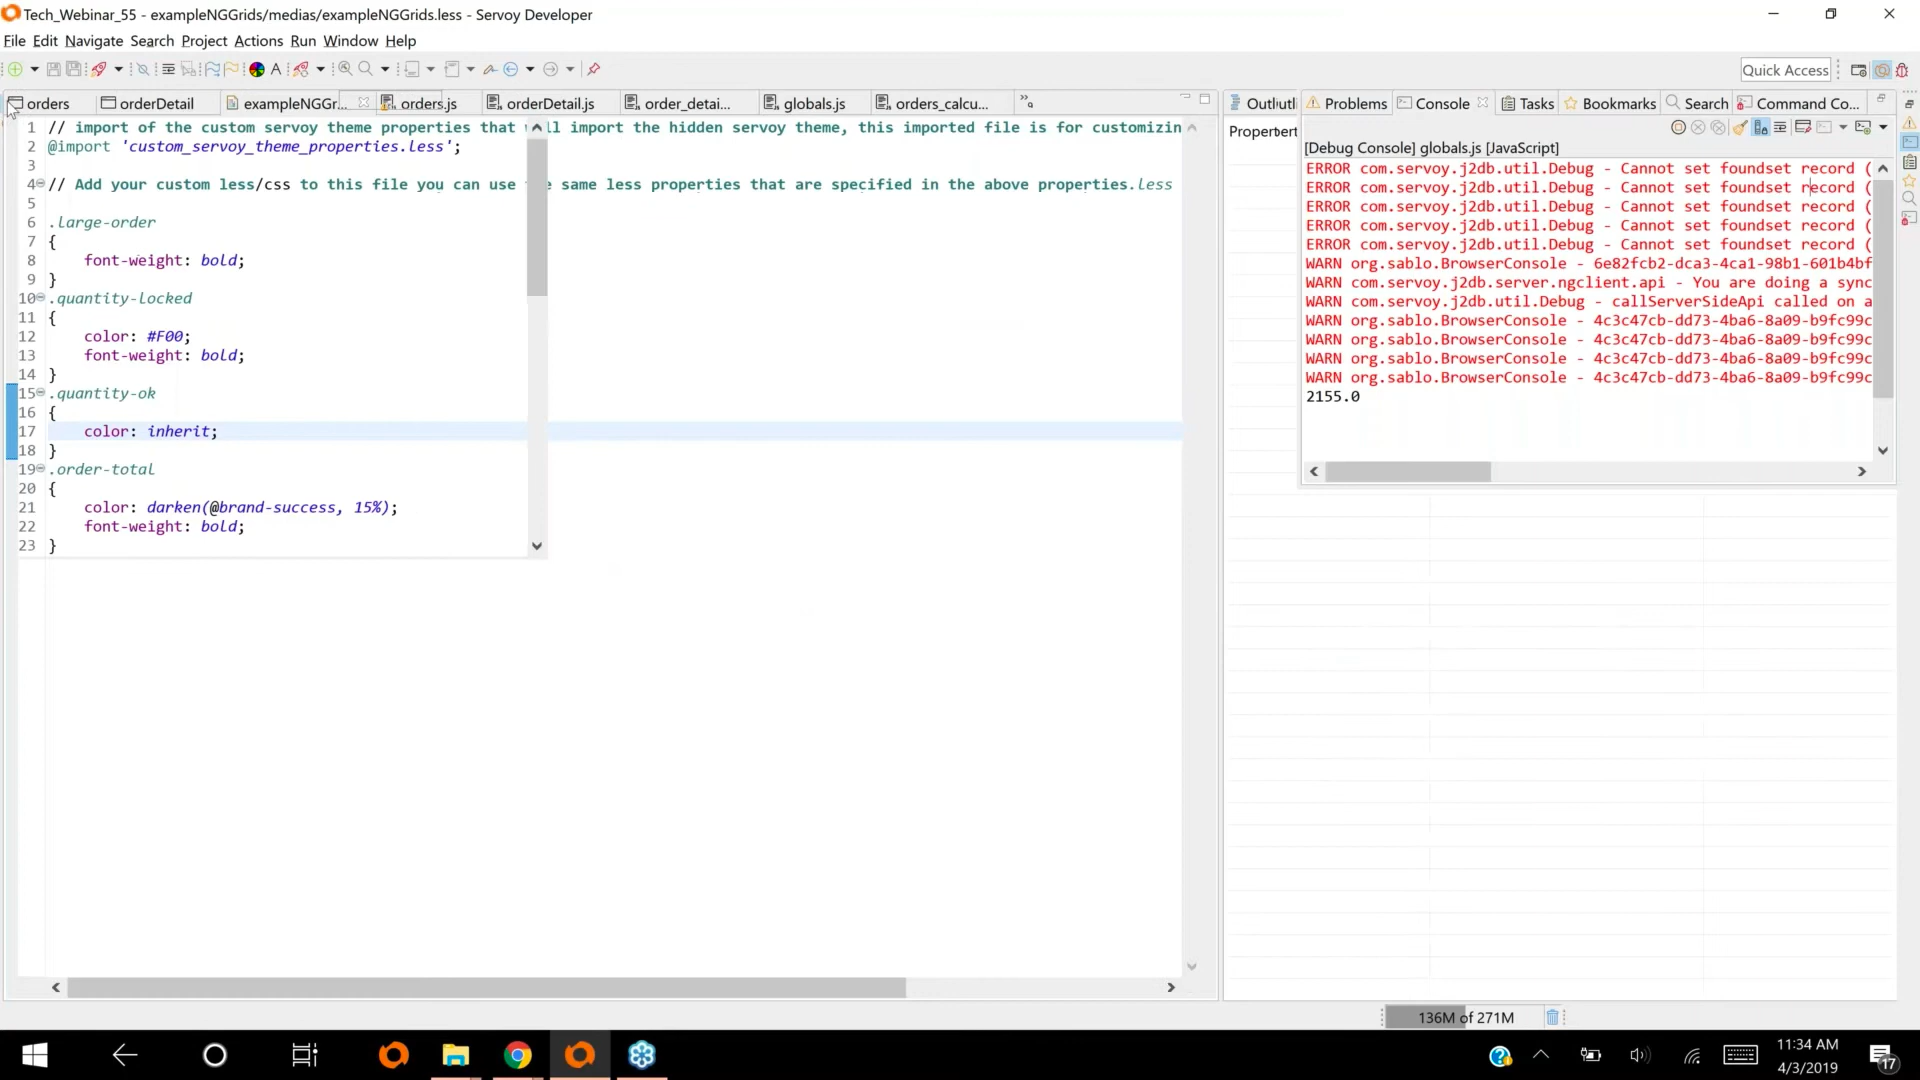 Tech_Webinar_55 - exampleNGGrids/medias/exampleNGGrids.less - Servoy Developer
File Edit Navigate Search Project Actions Run Window Help
Quick Access
orders orderDetail exampleNGGr... orders.js orderDetail.js order_detai... globals.js orders_calcu...
Outli Problems Console Tasks Bookmarks Search Command Co...
1 // import of the custom servoy theme properties that ll import the hidden servoy theme, this imported file is for customizin
2 @import 'custom_servoy_theme_properties.less';
3
4 // Add your custom less/css to this file you can use e same less properties that are specified in the above properties.less
5
6 .large-order
7 {
8 font-weight: bold;
9 }
10 .quantity-locked
11 {
12 color: #F00;
13 font-weight: bold;
14 }
15 .quantity-ok
16 {
17 color: inherit;
18 }
19 .order-total
20 {
21 color: darken(@brand-success, 15%);
22 font-weight: bold;
23 }
Propert
[Debug Console] globals.js [JavaScript]
ERROR com.servoy.j2db.util.Debug - Cannot set foundset record (
ERROR com.servoy.j2db.util.Debug - Cannot set foundset record (
ERROR com.servoy.j2db.util.Debug - Cannot set foundset record (
ERROR com.servoy.j2db.util.Debug - Cannot set foundset record (
ERROR com.servoy.j2db.util.Debug - Cannot set foundset record (
WARN org.sablo.BrowserConsole - 6e82fcb2-dca3-4ca1-98b1-601b4bf
WARN com.servoy.j2db.server.ngclient.api - You are doing a sync
WARN com.servoy.j2db.util.Debug - callServerSideApi called on a
WARN org.sablo.BrowserConsole - 4c3c47cb-dd73-4ba6-8a09-b9fc99c
WARN org.sablo.BrowserConsole - 4c3c47cb-dd73-4ba6-8a09-b9fc99c
WARN org.sablo.BrowserConsole - 4c3c47cb-dd73-4ba6-8a09-b9fc99c
WARN org.sablo.BrowserConsole - 4c3c47cb-dd73-4ba6-8a09-b9fc99c
2155.0
136M of 271M
11:34 AM
4/3/2019
17